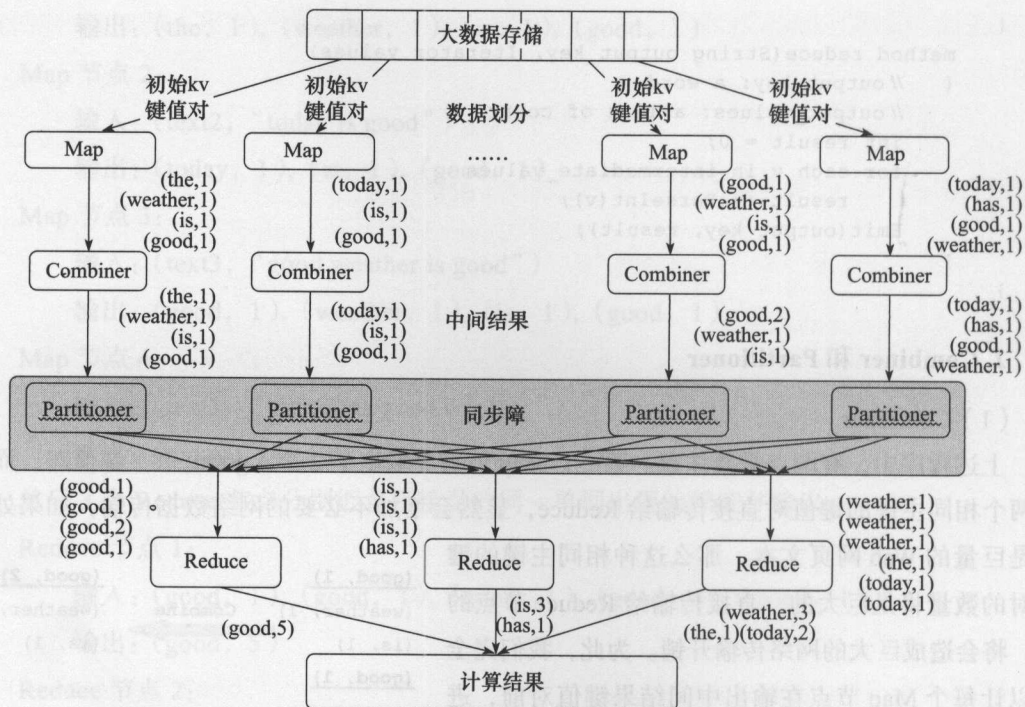 大数据存储
初始kv
键值对
初始kv
键值对
数据划分
初始kv
键值对
初始kv
键值对
Map
Map
......
Map
Map
(the,1)
(weather,1)
(is,1)
(good,1)
(today,1)
(is,1)
(good,1)
(good,1)
(weather,1)
(is,1)
(good,1)
(today,1)
(has,1)
(good,1)
(weather,1)
Combiner
Combiner
Combiner
Combiner
(the,1)
(weather,1)
(is,1)
(good,1)
(today,1)
(is,1)
(good,1)
中间结果
(good,2)
(weather,1)
(is,1)
(today,1)
(has,1)
(good,1)
(weather,1)
Partitioner
Partitioner
同步障
Partitioner
Partitioner
(good,1)
(good,1)
(good,2)
(good,1)
(is,1)
(is,1)
(is,1)
(has,1)
(weather,1)
(weather,1)
(weather,1)
(the,1)
(today,1)
(today,1)
Reduce
Reduce
Reduce
(good,5)
(is,3)
(has,1)
(weather,3)
(the,1)(today,2)
计算结果